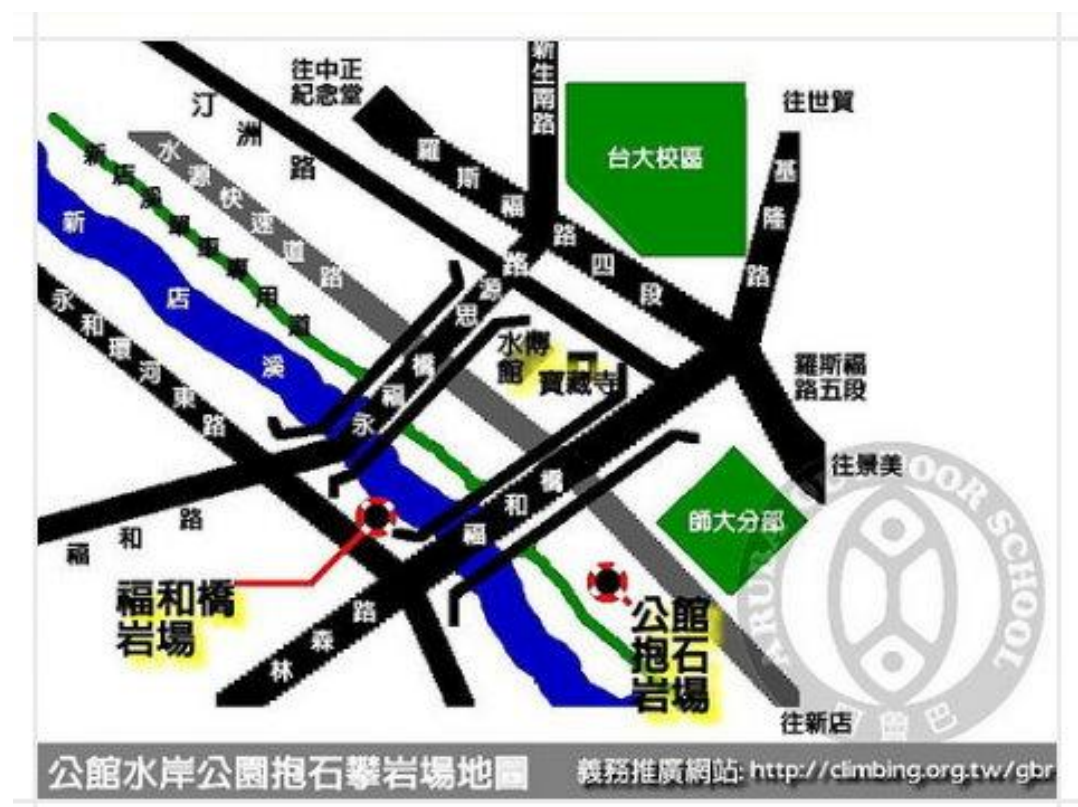 往中正
紀念堂
汀洲路
新生南路
往世貿
台大校區
基隆路
羅斯福路四段
水源快速道路
新店溪單車專用道
新店溪
永和環河東路
思源路
永福橋
水博
館
寶藏寺
羅斯福
路五段
往景美
師大分部
福和橋
福和路
林森路
福和橋
岩場
公館
抱石
岩場
往新店
OUTDOOR SCHOOL
公館水岸公園抱石攀岩場地圖
義務推廣網站: http://climbing.org.tw/gbr